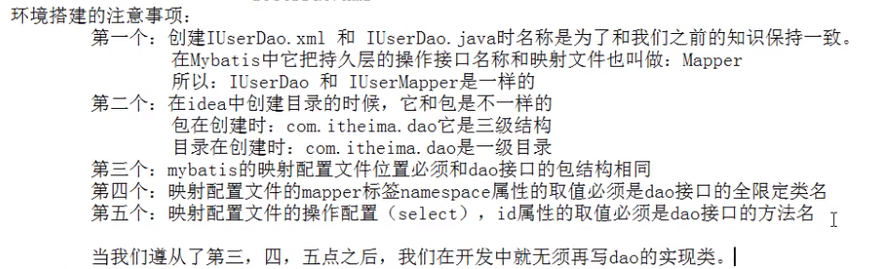 环境搭建的注意事项：
第一个：创建IUserDao.xml 和 IUserDao.java时名称是为了和我们之前的知识保持一致。
在Mybatis中它把持久层的操作接口名称和映射文件也叫做：Mapper
所以：IUserDao 和 IUserMapper是一样的
第二个：在idea中创建目录的时候，它和包是不一样的
包在创建时：com.itheima.dao它是三级结构
目录在创建时：com.itheima.dao是一级目录
第三个：mybatis的映射配置文件位置必须和dao接口的包结构相同
第四个：映射配置文件的mapper标签namespace属性的取值必须是dao接口的全限定类名
第五个：映射配置文件的操作配置（select），id属性的取值必须是dao接口的方法名
当我们遵从了第三，四，五点之后，我们在开发中就无须再写dao的实现类。